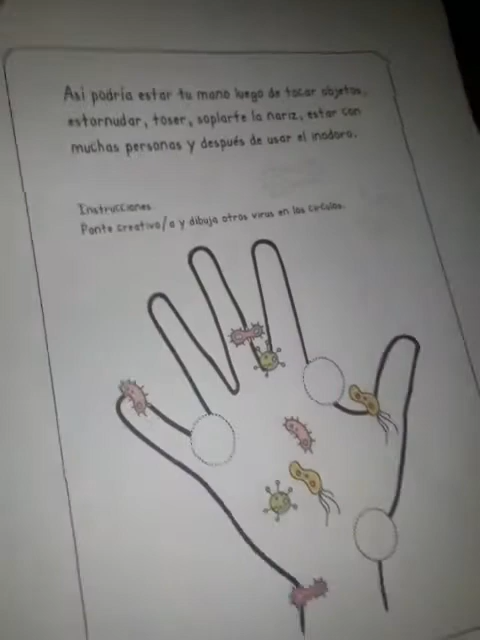 Así podría estar tu mano luego de tocar objetos,
estornudar, toser, soplarte la nariz, estar con
muchas personas y después de usar el inodoro.
Instrucciones
Ponte creativo/a y dibuja otros virus en los círculos.